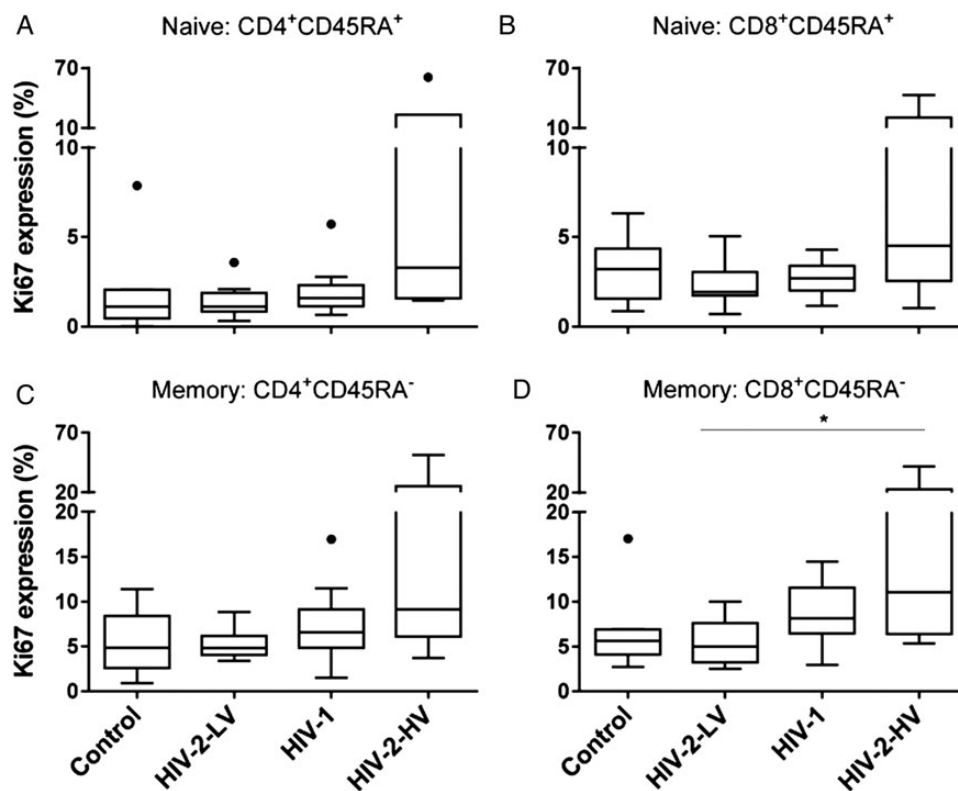 A Naive: CD4⁺CD45RA⁺
B Naive: CD8⁺CD45RA⁺
Ki67 expression (%)
70
10
10
5
0
70
10
10
5
0
C Memory: CD4⁺CD45RA⁻
D Memory: CD8⁺CD45RA⁻
Ki67 expression (%)
70
20
20
15
10
5
0
70
20
20
15
10
5
0
*
Control
HIV-2-LV
HIV-1
HIV-2-HV
Control
HIV-2-LV
HIV-1
HIV-2-HV